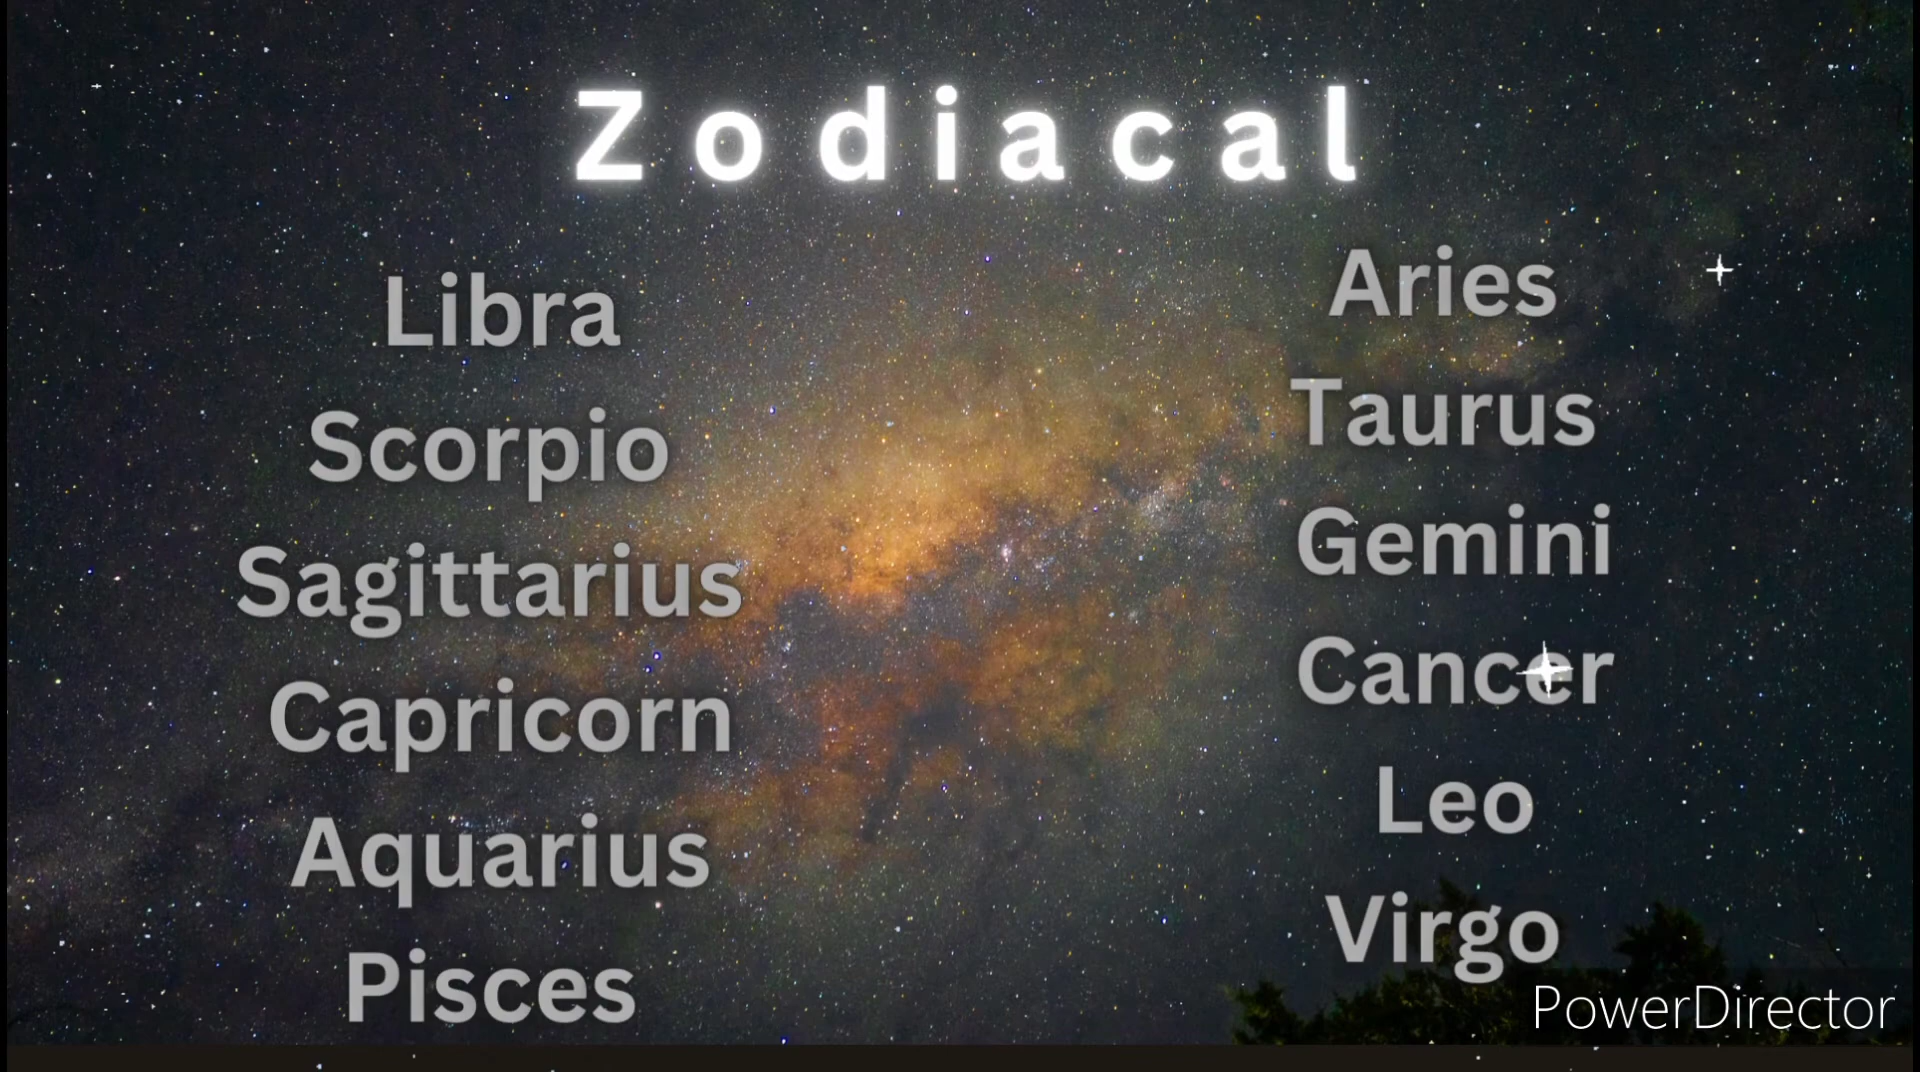 Zodiacal
Libra
Scorpio
Sagittarius
Capricorn
Aquarius
Pisces
Aries
Taurus
Gemini
Cancer
Leo
Virgo
PowerDirector